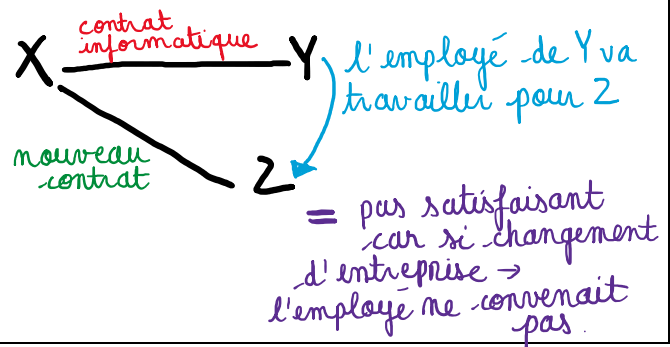 contrat
informatique
X
Y
l'employé de Y va
travailler pour Z
nouveau
contrat
Z
= pas satisfaisant
car si changement
d'entreprise →
l'employé ne convenait
pas.